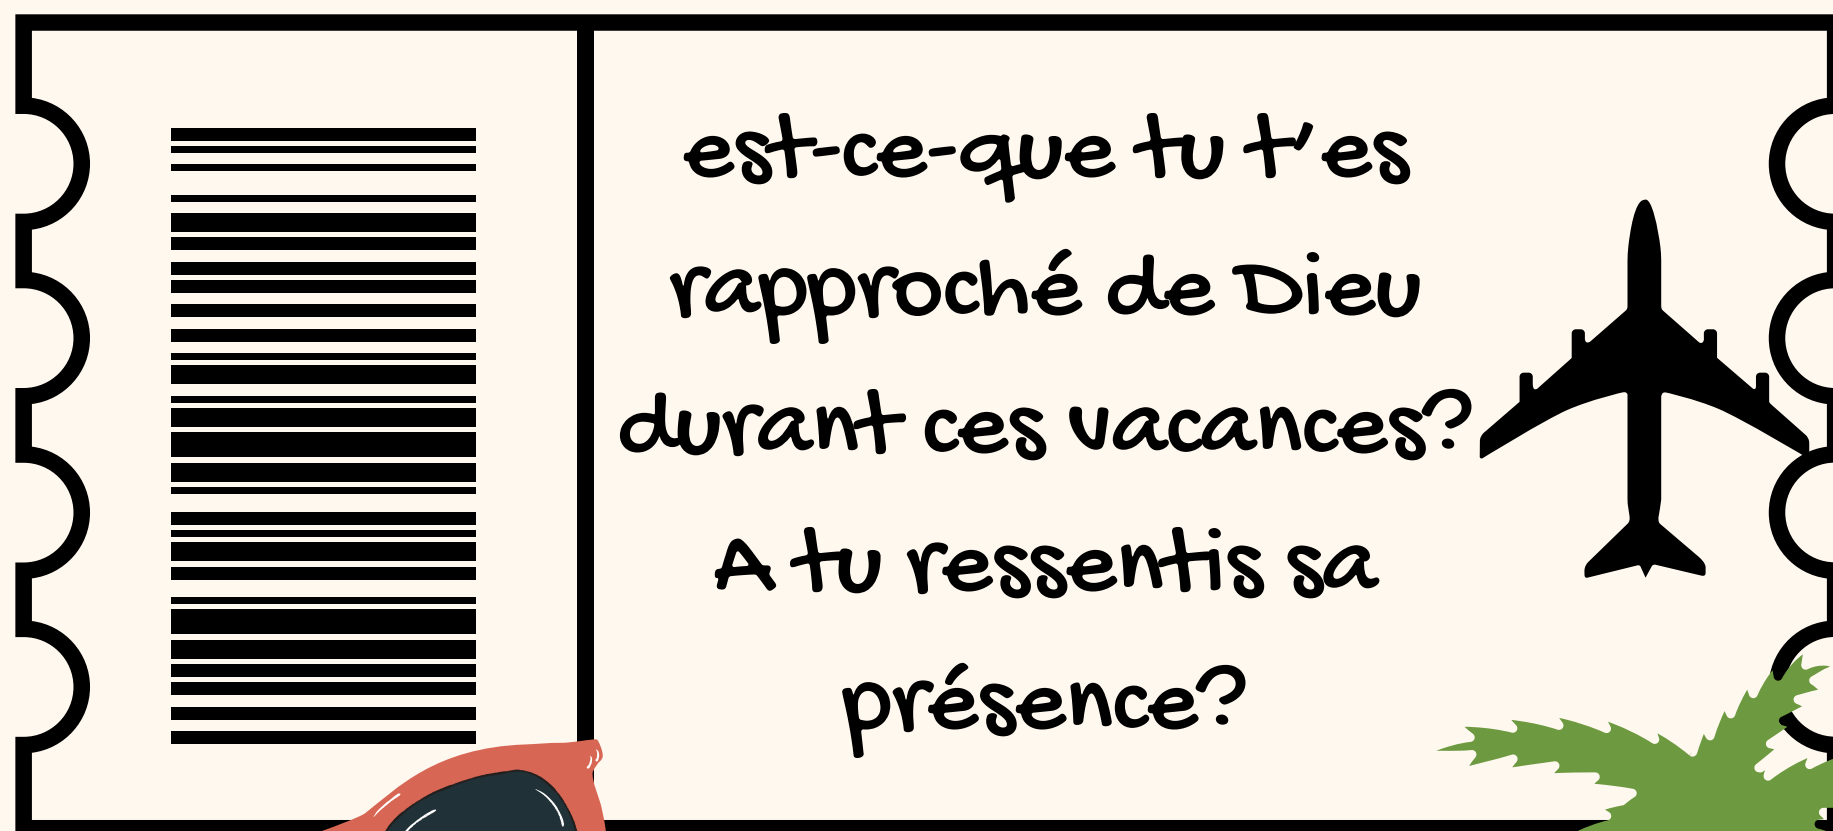 est-ce-que tu t'es
rapproché de Dieu
durant ces vacances?
A tu ressentis sa
présence?